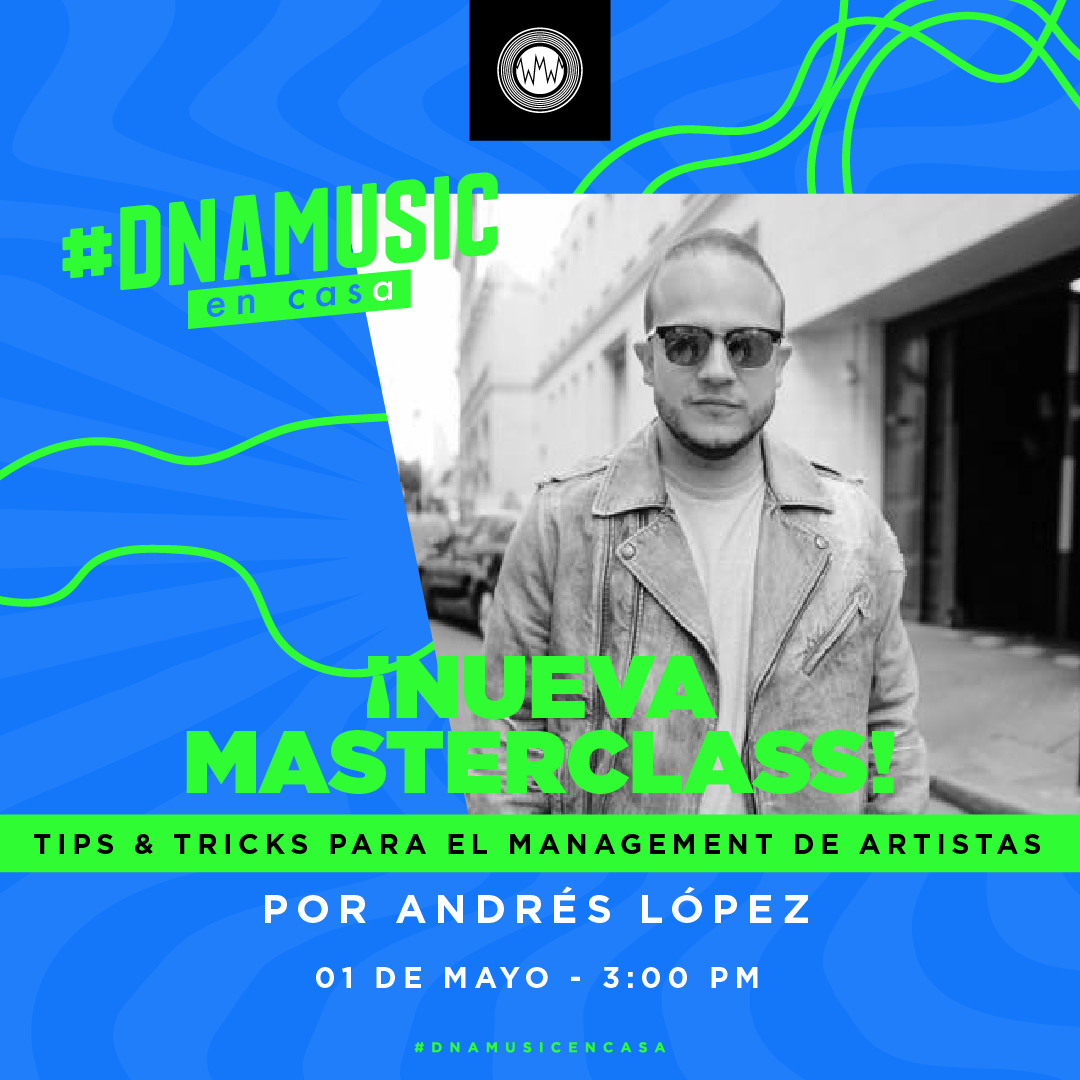 WMW
#DNAMUSIC
en casa
¡NUEVA
MASTERCLASS!
TIPS & TRICKS PARA EL MANAGEMENT DE ARTISTAS
POR ANDRÉS LÓPEZ
01 DE MAYO - 3:00 PM
#DNAMUSICENCASA